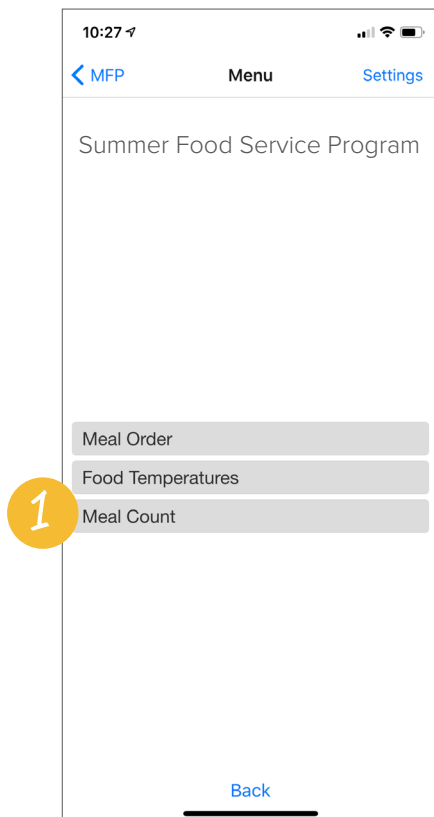 10:27
MFP Menu Settings
Summer Food Service Program
Meal Order
Food Temperatures
1 Meal Count
Back